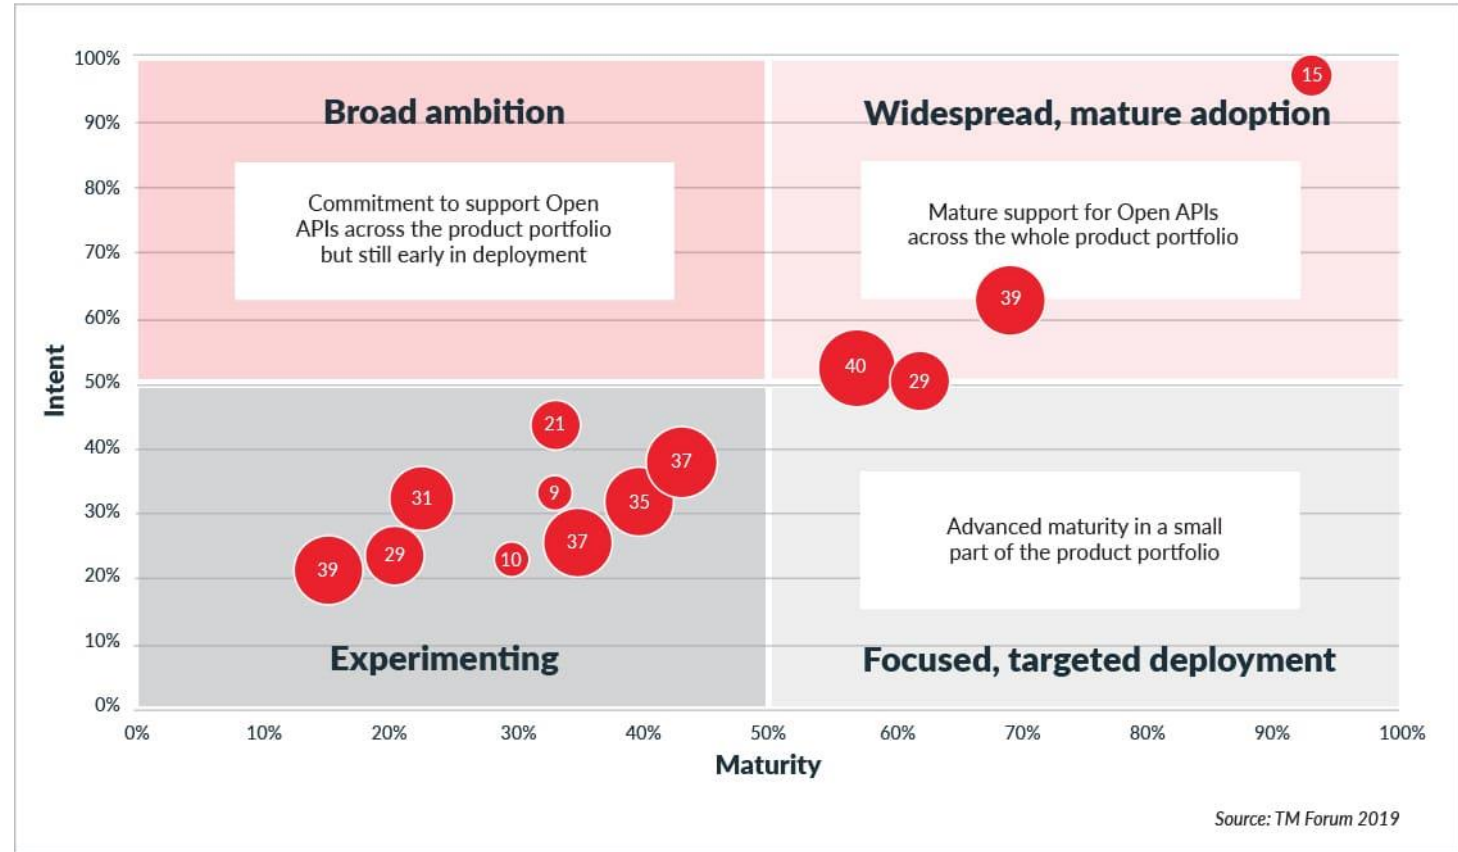 100%
90%
80%
70%
60%
50%
40%
30%
20%
10%
0%
Intent
Broad ambition
Commitment to support Open
APIs across the product portfolio
but still early in deployment
Widespread, mature adoption
15
Mature support for Open APIs
across the whole product portfolio
39
40
29
21
37
9
31
35
37
29
10
39
Experimenting
Advanced maturity in a small
part of the product portfolio
Focused, targeted deployment
0%
10%
20%
30%
40%
50%
60%
70%
80%
90%
100%
Maturity
Source: TM Forum 2019